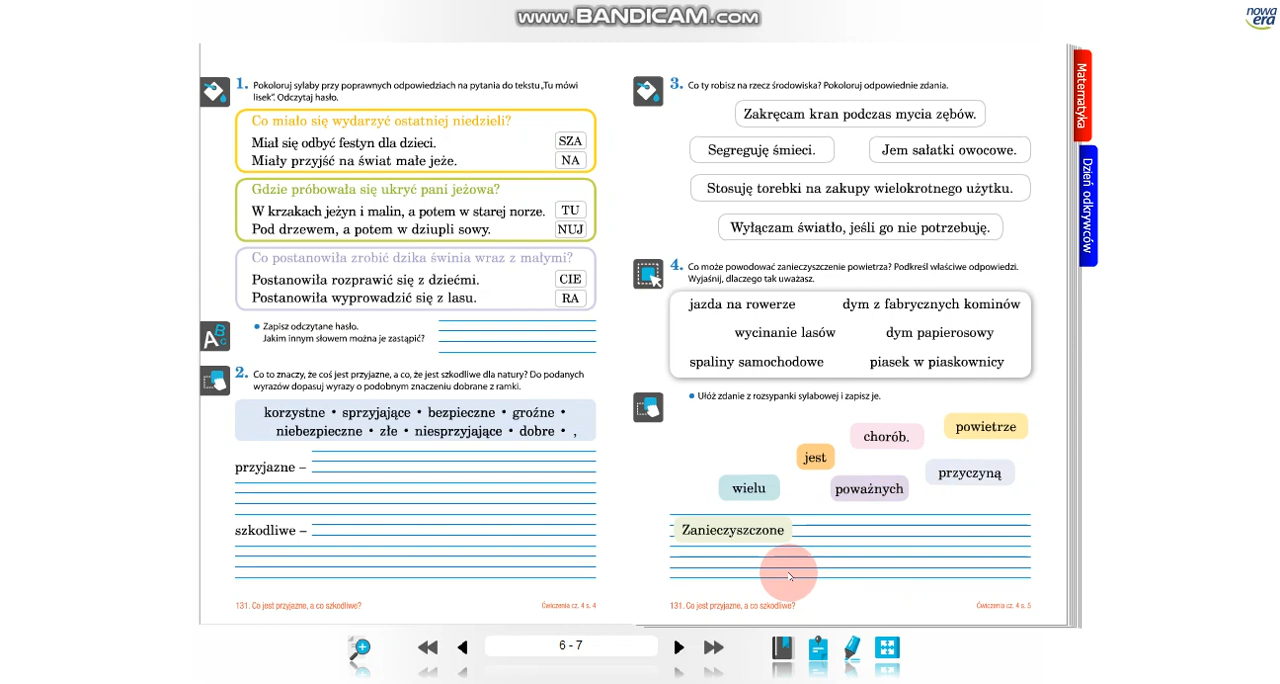 www.BANDICAM.com
nowa
era
1. Pokoloruj sylaby przy poprawnych odpowiedziach na pytania do tekstu „Tu mówi
lisek”. Odczytaj hasło.
Co miało się wydarzyć ostatniej niedzieli?
Miał się odbyć festyn dla dzieci. SZA
Miały przyjść na świat małe jeże. NA
Gdzie próbowała się ukryć pani jeżowa?
W krzakach jeżyn i malin, a potem w starej norze. TU
Pod drzewem, a potem w dziupli sowy. NUJ
Co postanowiła zrobić dzika świnia wraz z małymi?
Postanowiła rozprawić się z dziećmi. CIE
Postanowiła wyprowadzić się z lasu. RA
• Zapisz odczytane hasło.
Jakim innym słowem można je zastąpić?
2. Co to znaczy, że coś jest przyjazne, a co, że jest szkodliwe dla natury? Do podanych
wyrazów dopasuj wyrazy o podobnym znaczeniu dobrane z ramki.
korzystne • sprzyjające • bezpieczne • groźne •
niebezpieczne • złe • niesprzyjające • dobre • ,
przyjazne –
szkodliwe –
131. Co jest przyjazne, a co szkodliwe? Ćwiczenia cz. 4 s. 4
3. Co ty robisz na rzecz środowiska? Pokoloruj odpowiednie zdania.
Zakręcam kran podczas mycia zębów.
Segreguję śmieci. Jem sałatki owocowe.
Stosuję torebki na zakupy wielokrotnego użytku.
Wyłączam światło, jeśli go nie potrzebuję.
4. Co może powodować zanieczyszczenie powietrza? Podkreśl właściwe odpowiedzi.
Wyjaśnij, dlaczego tak uważasz.
jazda na rowerze dym z fabrycznych kominów
wycinanie lasów dym papierosowy
spaliny samochodowe piasek w piaskownicy
• Ułóż zdanie z rozsypanki sylabowej i zapisz je.
powietrze
chorób.
jest
przyczyną
wielu poważnych
Zanieczyszczone
131. Co jest przyjazne, a co szkodliwe? Ćwiczenia cz. 4 s. 5
Matematyka
Dzień odkrywców
ABC
6 - 7